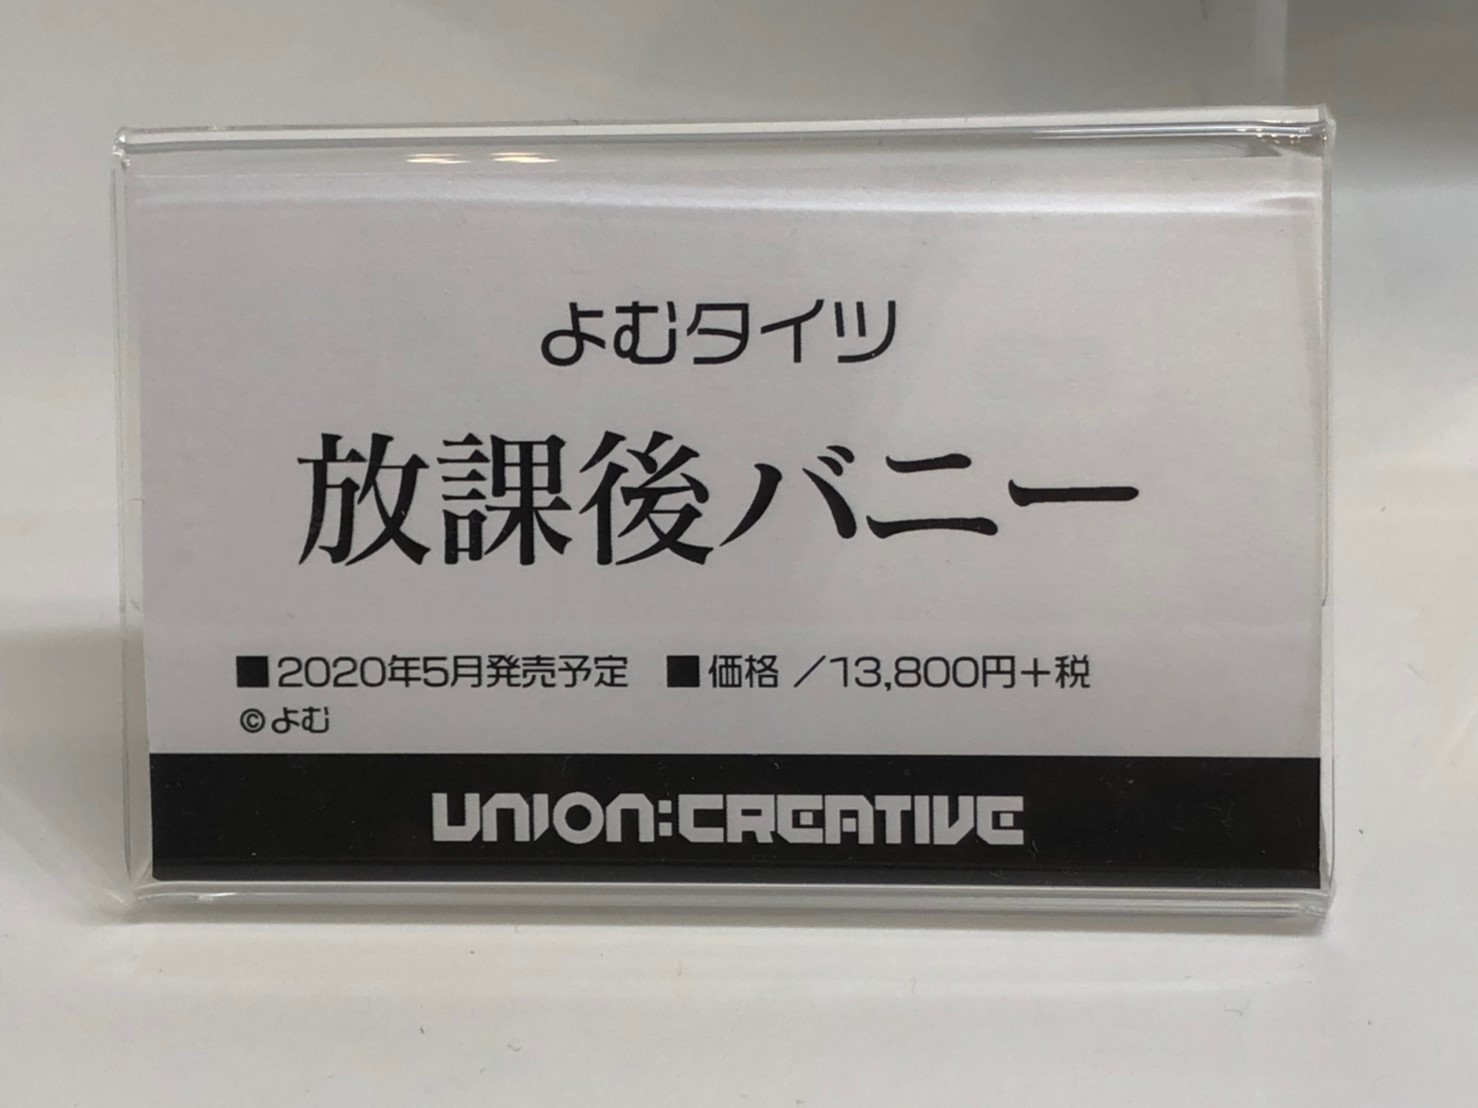 よむタイツ
放課後バニー
■2020年5月発売予定　■価格／13,800円＋税
©よむ
UNION:CREATIVE